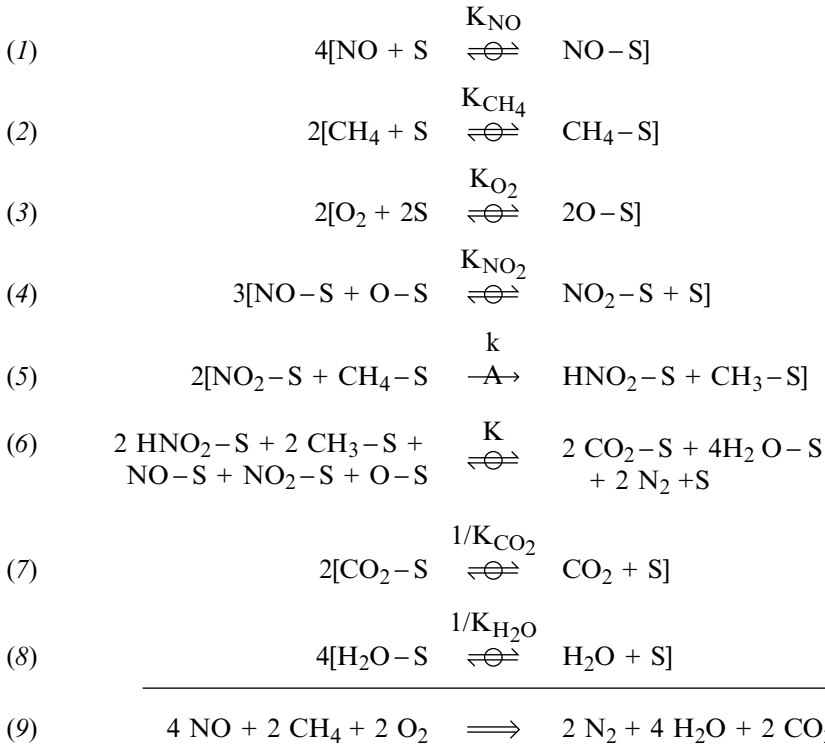 (1) 4[NO + S K_NO ⇌ NO–S]
(2) 2[CH₄ + S K_CH₄ ⇌ CH₄–S]
(3) 2[O₂ + 2S K_O₂ ⇌ 2O–S]
(4) 3[NO–S + O–S K_NO₂ ⇌ NO₂–S + S]
(5) 2[NO₂–S + CH₄–S k A→ HNO₂–S + CH₃–S]
(6) 2 HNO₂–S + 2 CH₃–S + K ⇌ 2 CO₂–S + 4H₂ O–S
NO–S + NO₂–S + O–S + 2 N₂ +S
(7) 2[CO₂–S 1/K_CO₂ ⇌ CO₂ + S]
(8) 4[H₂O–S 1/K_H₂O ⇌ H₂O + S]
(9) 4 NO + 2 CH₄ + 2 O₂ ⟹ 2 N₂ + 4 H₂O + 2 CO₂